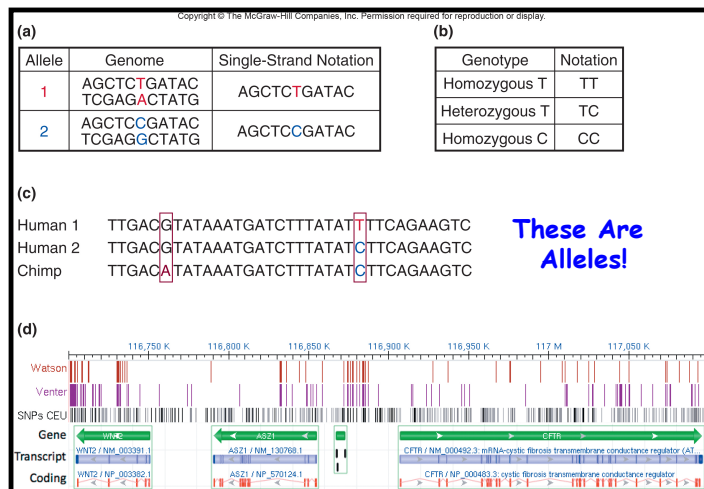 Copyright © The McGraw-Hill Companies, Inc. Permission required for reproduction or display.
(a)
Allele Genome Single-Strand Notation
1 AGCTCTGATAC AGCTCTGATAC
TCGAGACTATG
2 AGCTCCGATAC AGCTCCGATAC
TCGAGGCTATG
(b)
Genotype Notation
Homozygous T TT
Heterozygous T TC
Homozygous C CC
(c)
Human 1 TTGACGTATAAATGATCTTTATATTTTCAGAAGTC
Human 2 TTGACGTATAAATGATCTTTATATCTTCAGAAGTC
Chimp TTGACATATAAATGATCTTTATATCTTCAGAAGTC
These Are
Alleles!
(d)
116,750 K 116,800 K 116,850 K 116,900 K 116,950 K 117 M 117,050 K
Watson
Venter
SNPs CEU
Gene WNT2 ASZ1 CFTR
WNT2 / NM_003391.1 ASZ1 / NM_130768.1 CFTR / NM_000492.3: mRNA-cystic fibrosis transmembrane conductance regulator (AT...
Transcript
WNT2 / NP_003382.1 ASZ1 / NP_570124.1 CFTR / NP_000483.3: cystic fibrosis transmembrane conductance regulator
Coding